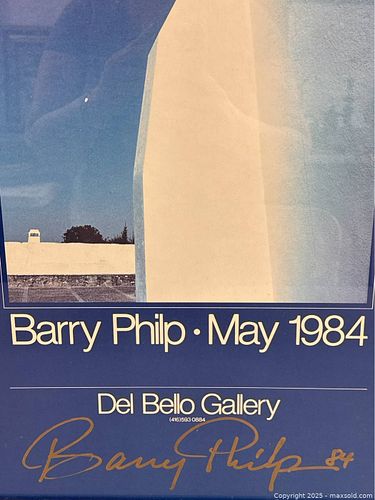 Barry Philp • May 1984
Del Bello Gallery
(416) 593 0884
Barry Philp 84
Copyright 2025 - maxsold.com